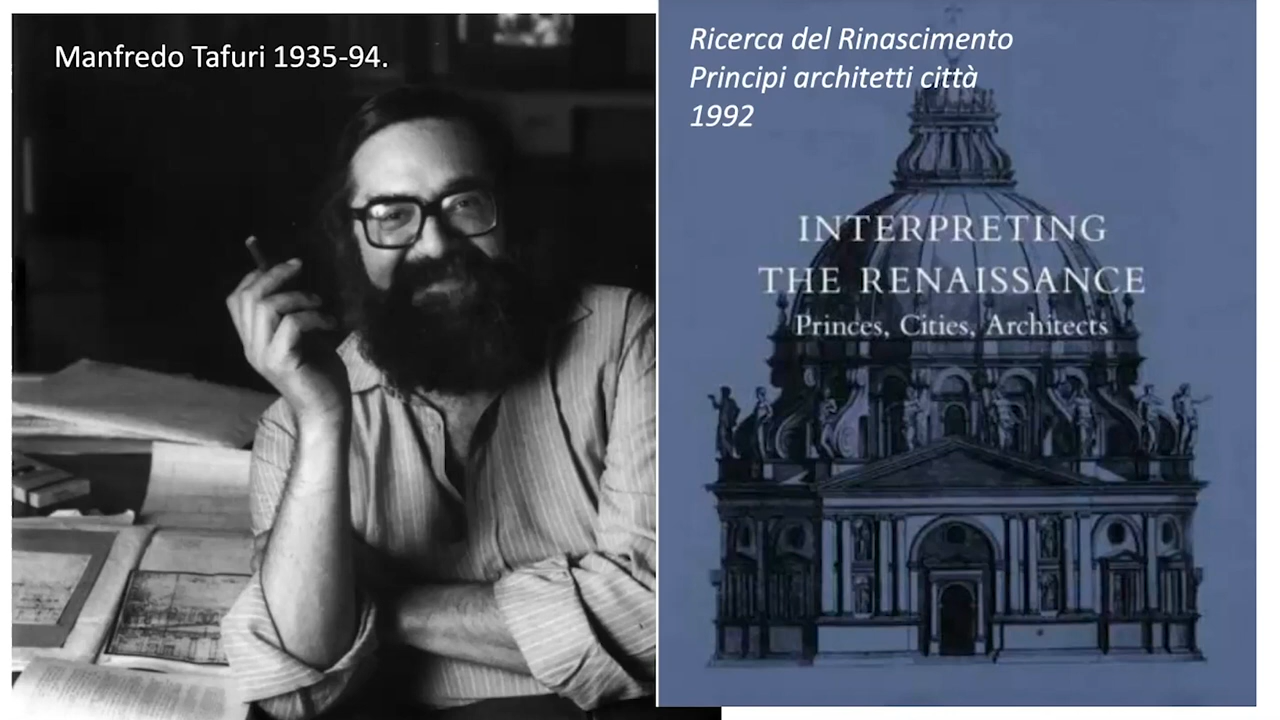 Manfredo Tafuri 1935-94.
Ricerca del Rinascimento
Principi architetti città
1992
INTERPRETING
THE RENAISSANCE
Princes, Cities, Architects